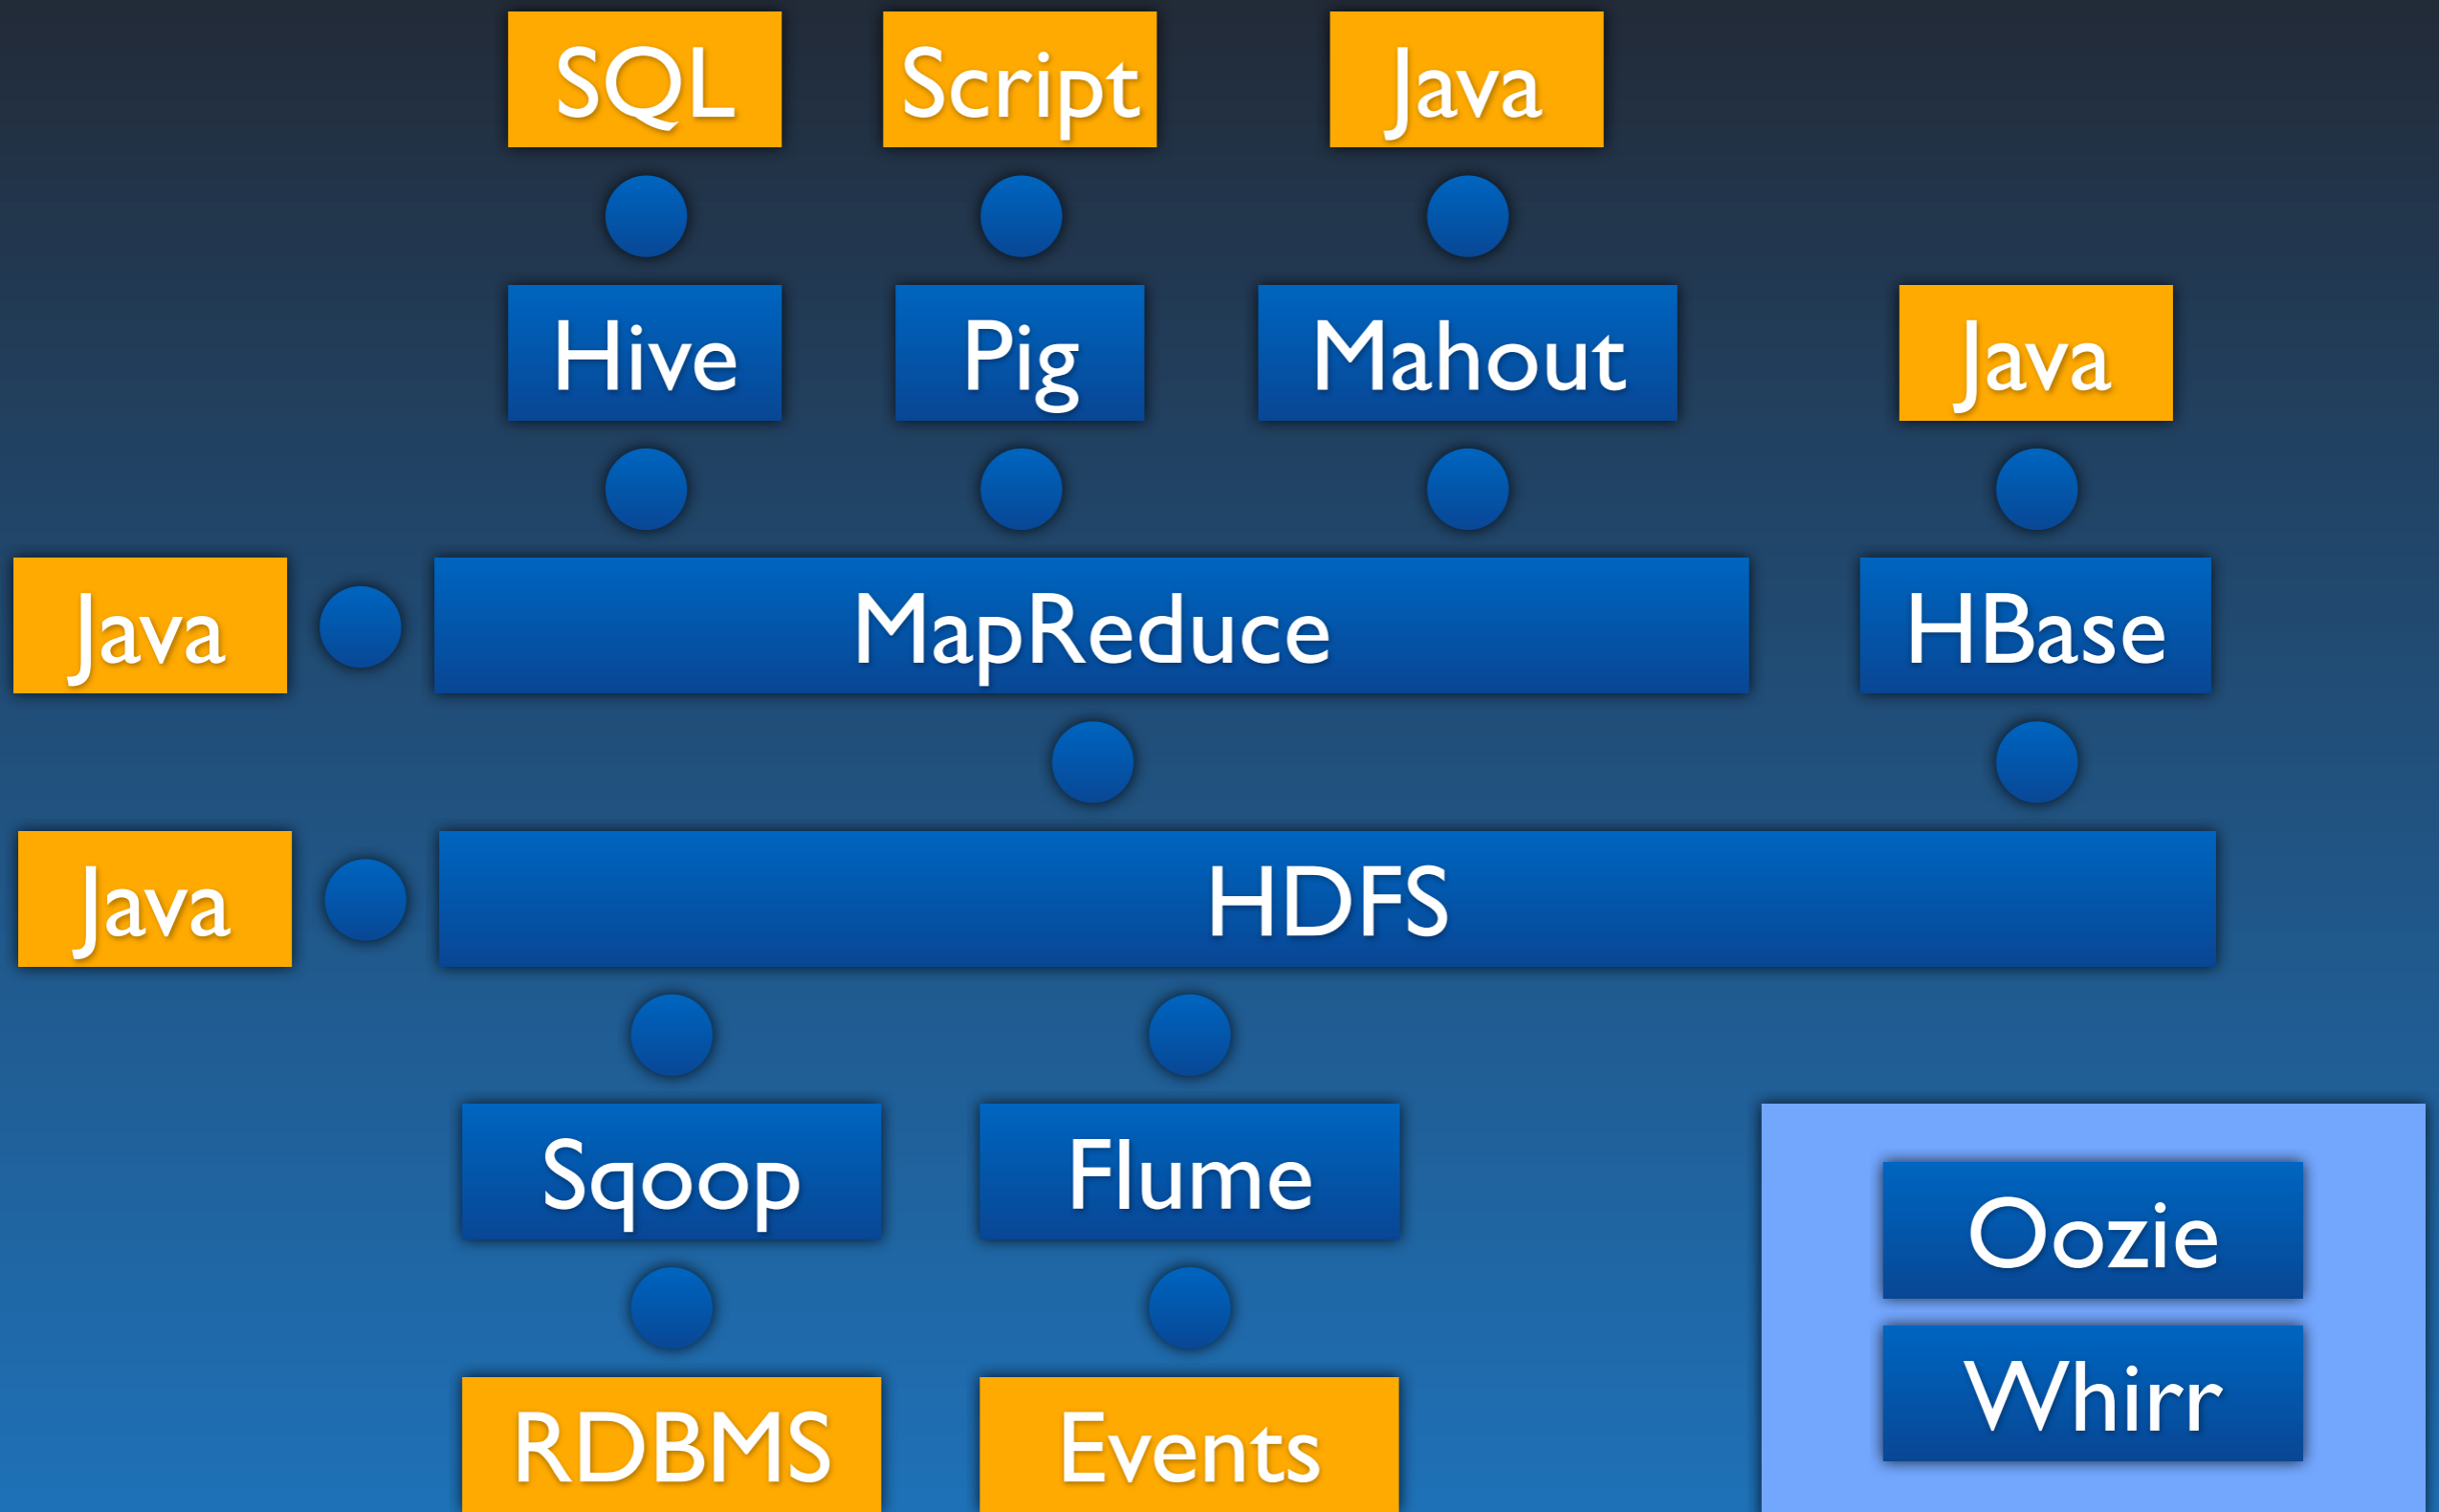 SQL
Script
Java
Hive
Pig
Mahout
Java
Java
MapReduce
HBase
Java
HDFS
Sqoop
Flume
Oozie
Whirr
RDBMS
Events